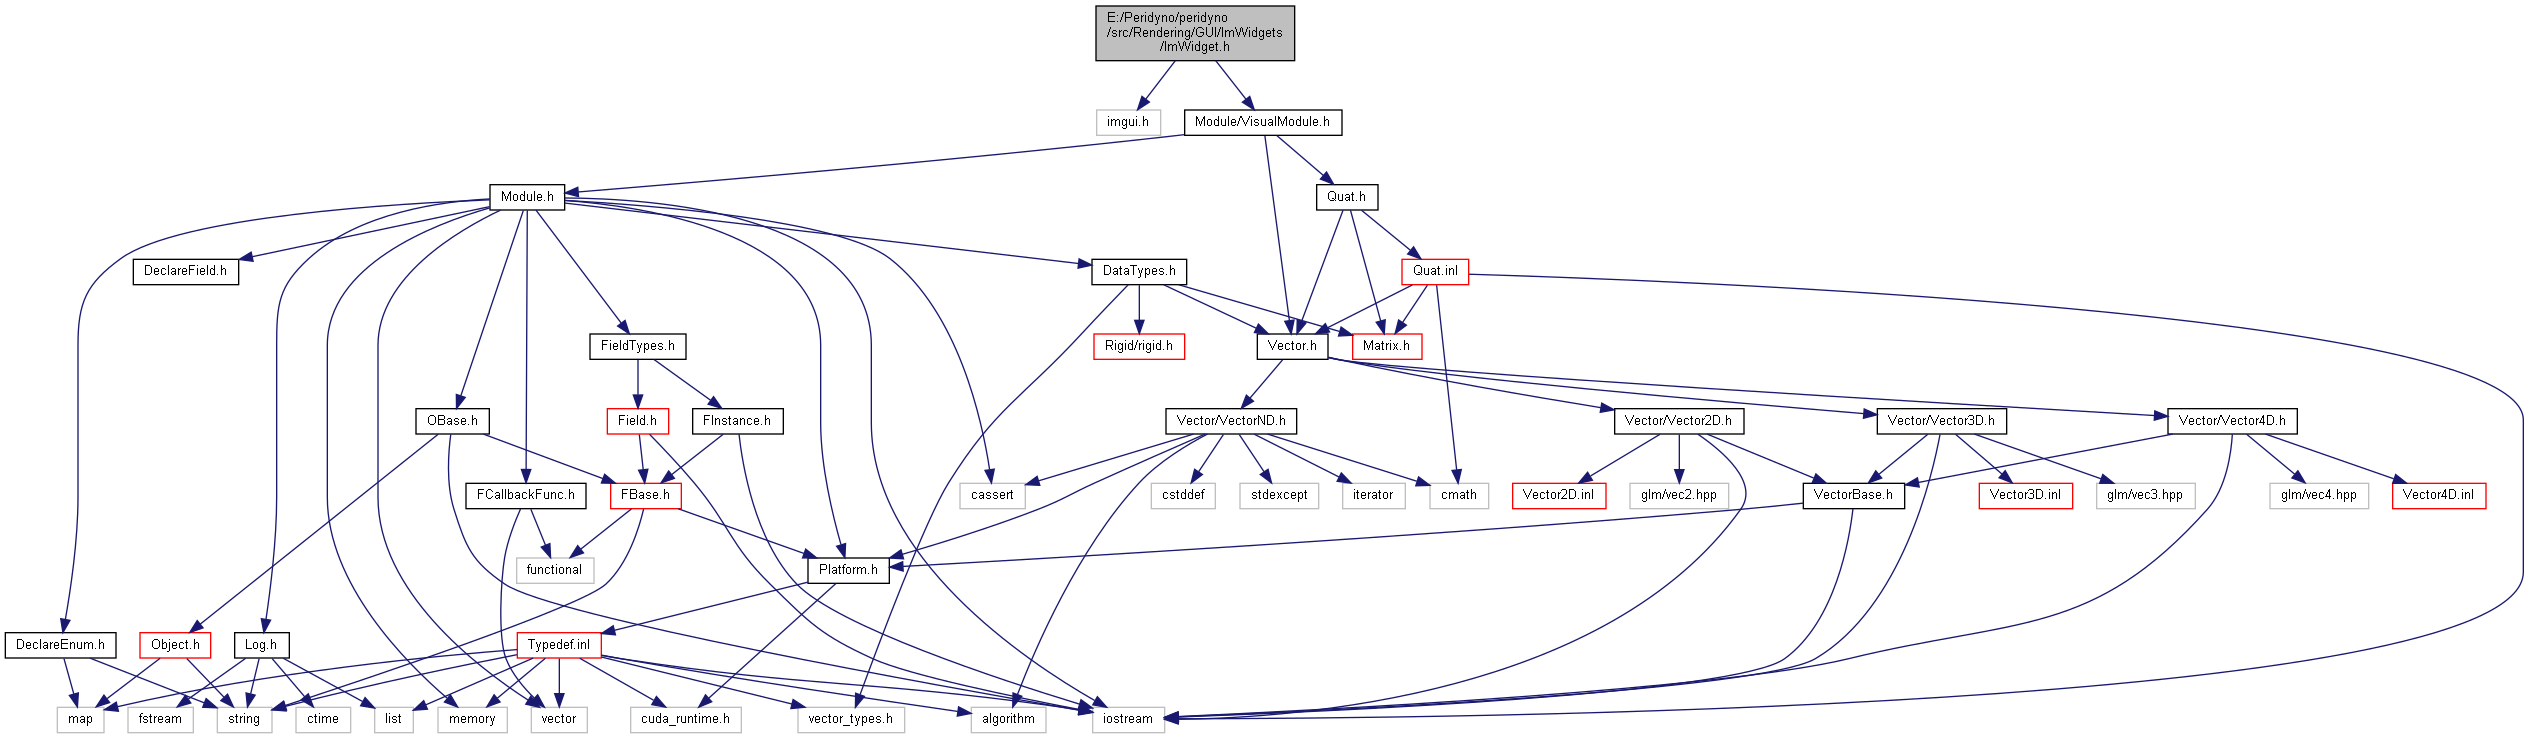 E:/Peridyno/peridyno
/src/Rendering/GUI/ImWidgets
/ImWidget.h
imgui.h
Module/VisualModule.h
Module.h
Quat.h
DeclareField.h
DataTypes.h
Quat.inl
FieldTypes.h
Rigid/rigid.h
Vector.h
Matrix.h
OBase.h
Field.h
FInstance.h
Vector/VectorND.h
Vector/Vector2D.h
Vector/Vector3D.h
Vector/Vector4D.h
FCallbackFunc.h
FBase.h
cassert
cstddef
stdexcept
iterator
cmath
Vector2D.inl
glm/vec2.hpp
VectorBase.h
Vector3D.inl
glm/vec3.hpp
glm/vec4.hpp
Vector4D.inl
functional
Platform.h
DeclareEnum.h
Object.h
Log.h
Typedef.inl
map
fstream
string
ctime
list
memory
vector
cuda_runtime.h
vector_types.h
algorithm
iostream